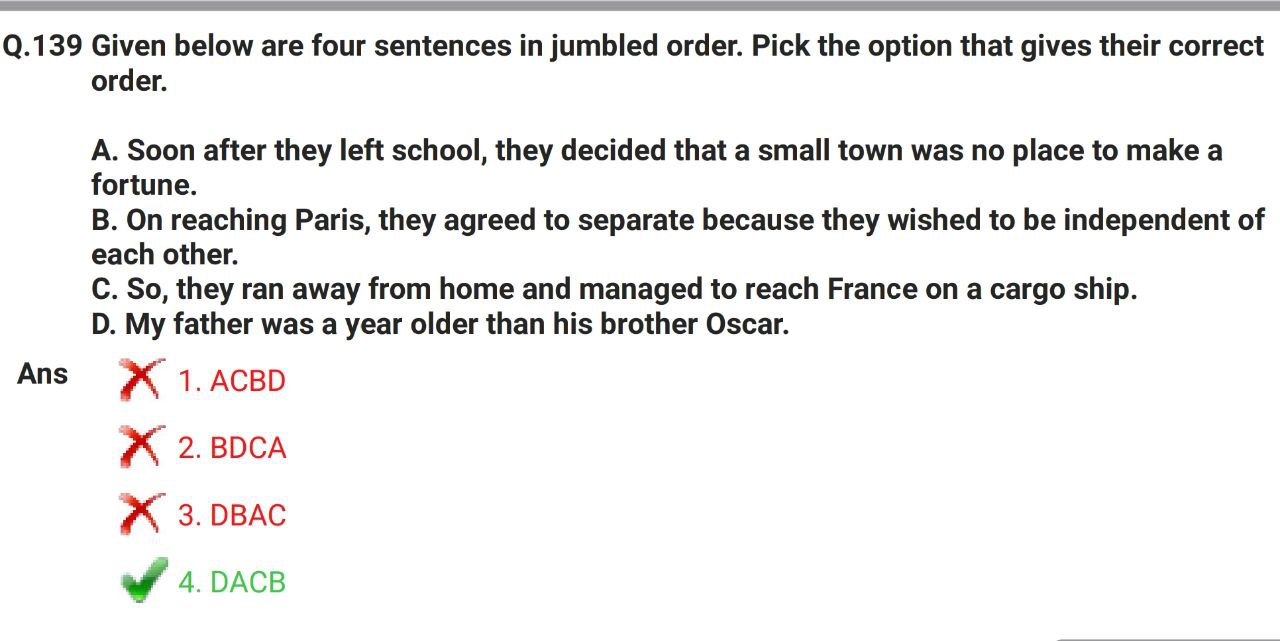 Q.139 Given below are four sentences in jumbled order. Pick the option that gives their correct
order.
A. Soon after they left school, they decided that a small town was no place to make a
fortune.
B. On reaching Paris, they agreed to separate because they wished to be independent of
each other.
C. So, they ran away from home and managed to reach France on a cargo ship.
D. My father was a year older than his brother Oscar.
Ans 1. ACBD
2. BDCA
3. DBAC
4. DACB